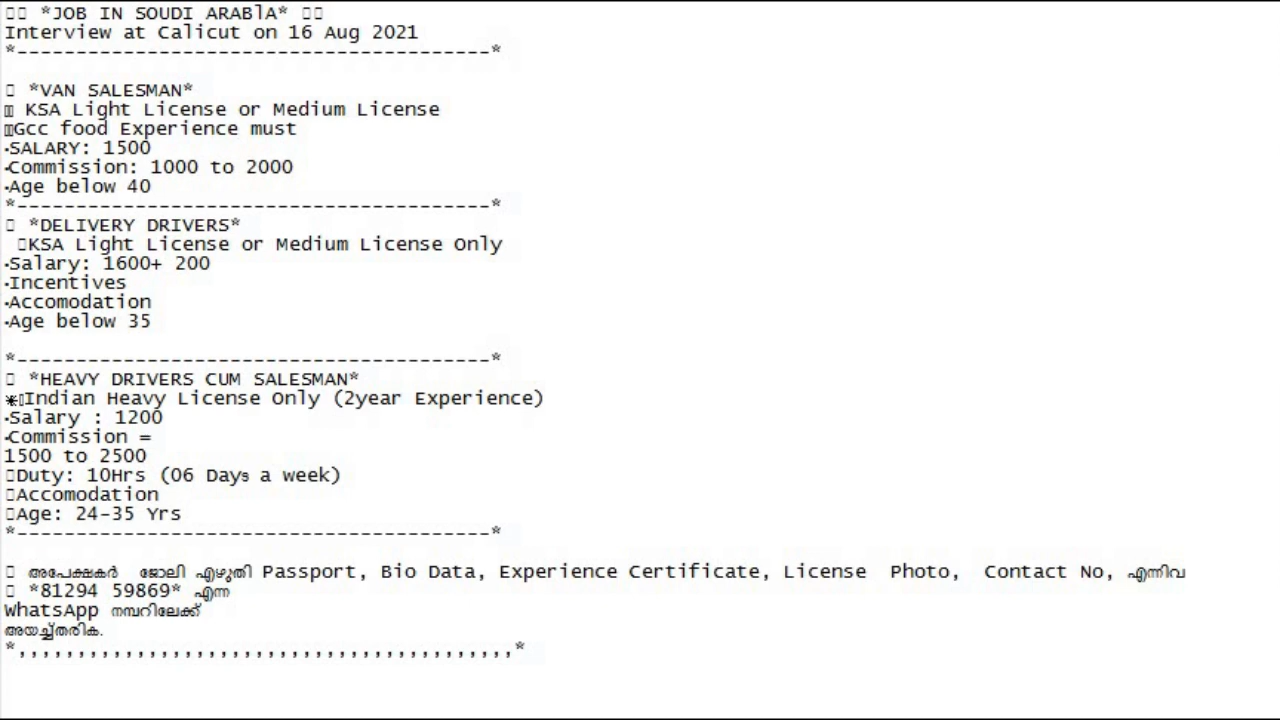 *JOB IN SOUDI ARABlA*
Interview at Calicut on 16 Aug 2021
*----------------------------------------*
*VAN SALESMAN*
KSA Light License or Medium License
Gcc food Experience must
·SALARY: 1500
·Commission: 1000 to 2000
·Age below 40
*----------------------------------------*
*DELIVERY DRIVERS*
KSA Light License or Medium License Only
·Salary: 1600+ 200
·Incentives
·Accomodation
·Age below 35
*----------------------------------------*
*HEAVY DRIVERS CUM SALESMAN*
✳Indian Heavy License Only (2year Experience)
·Salary : 1200
·Commission =
1500 to 2500
Duty: 10Hrs (06 Days a week)
Accomodation
Age: 24-35 Yrs
*----------------------------------------*
അപേക്ഷകർ ജോലി എഴുതി Passport, Bio Data, Experience Certificate, License Photo, Contact No, എന്നിവ
*81294 59869* എന്ന
WhatsApp നമ്പറിലേക്ക്
അയച്ച്തരിക.
*,,,,,,,,,,,,,,,,,,,,,,,,,,,,,,,,,,,,,,,,,,*